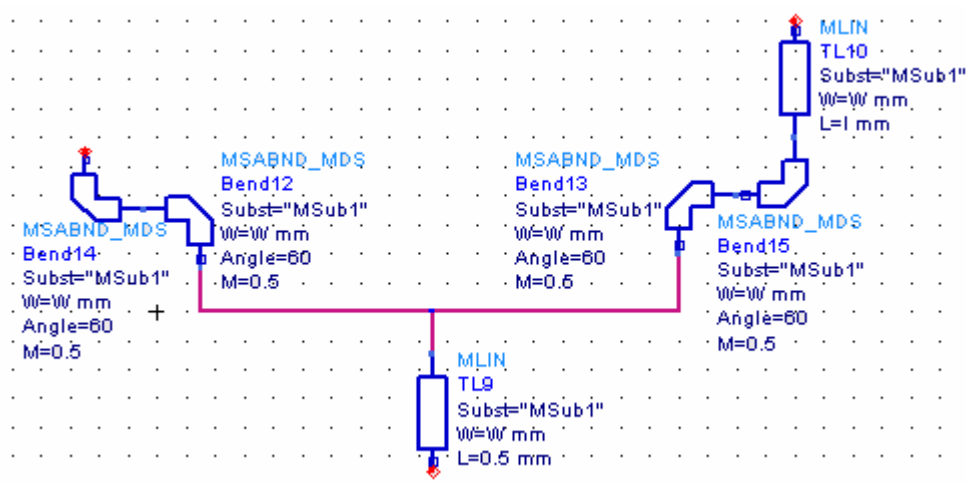 MLIN
TL10
Subst="MSub1"
W=W mm
L=l mm
MSABND_MDS
Bend12
Subst="MSub1"
W=W mm
Angle=60
M=0.5
MSABND_MDS
Bend13
Subst="MSub1"
W=W mm
Angle=60
M=0.5
MSABND_MDS
Bend14
Subst="MSub1"
W=W mm
Angle=60
M=0.5
MSABND_MDS
Bend15
Subst="MSub1"
W=W mm
Angle=60
M=0.5
MLIN
TL9
Subst="MSub1"
W=W mm
L=0.5 mm